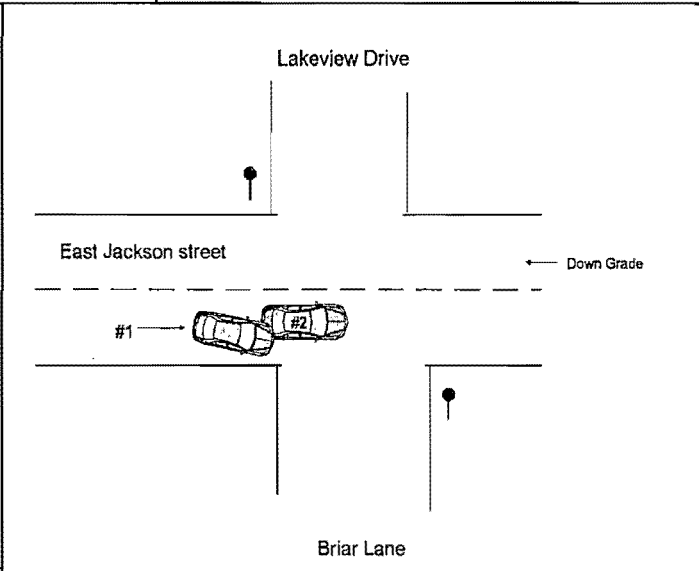 Lakeview Drive
East Jackson street
Down Grade
#1
#2
Briar Lane